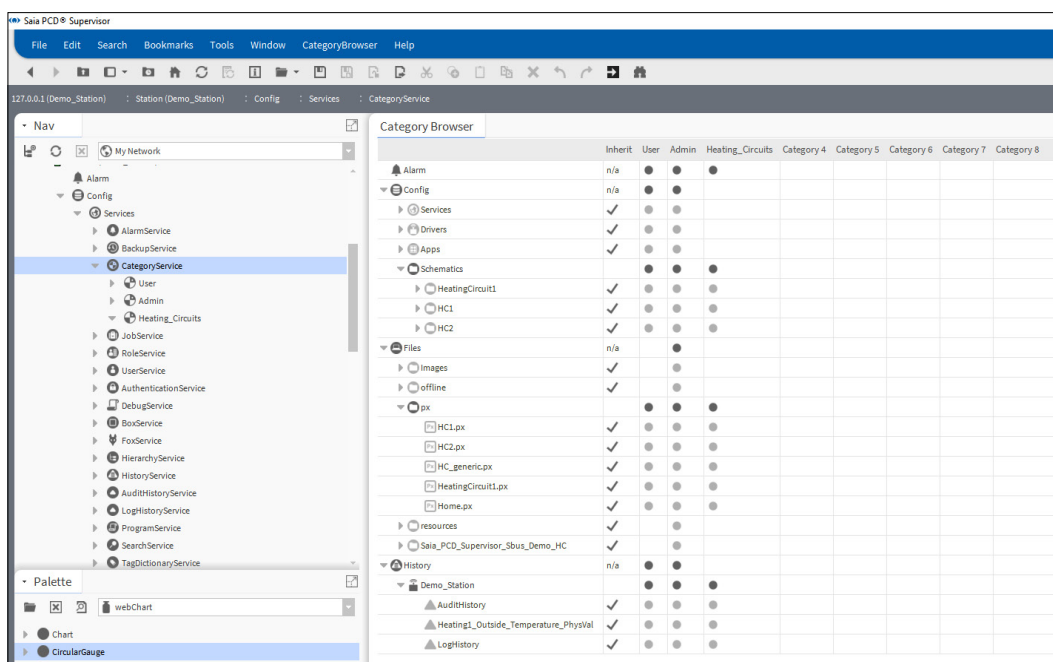 Saia PCD® Supervisor
File Edit Search Bookmarks Tools Window CategoryBrowser Help
127.0.0.1 (Demo_Station) : Station (Demo_Station) : Config : Services : CategoryService
Nav
My Network
Alarm
Config
Services
AlarmService
BackupService
CategoryService
User
Admin
Heating_Circuits
JobService
RoleService
UserService
AuthenticationService
DebugService
BoxService
FoxService
HierarchyService
HistoryService
AuditHistoryService
LogHistoryService
ProgramService
SearchService
TagDictionaryService
Palette
webChart
Chart
CircularGauge
Category Browser
Inherit User Admin Heating_Circuits Category 4 Category 5 Category 6 Category 7 Category 8
Alarm n/a
Config n/a
Services
Drivers
Apps
Schematics
HeatingCircuit1
HC1
HC2
Files n/a
Images
offline
px
Px HC1.px
Px HC2.px
Px HC_generic.px
Px HeatingCircuit1.px
Px Home.px
resources
Saia_PCD_Supervisor_Sbus_Demo_HC
History n/a
Demo_Station
AuditHistory
Heating1_Outside_Temperature_PhysVal
LogHistory